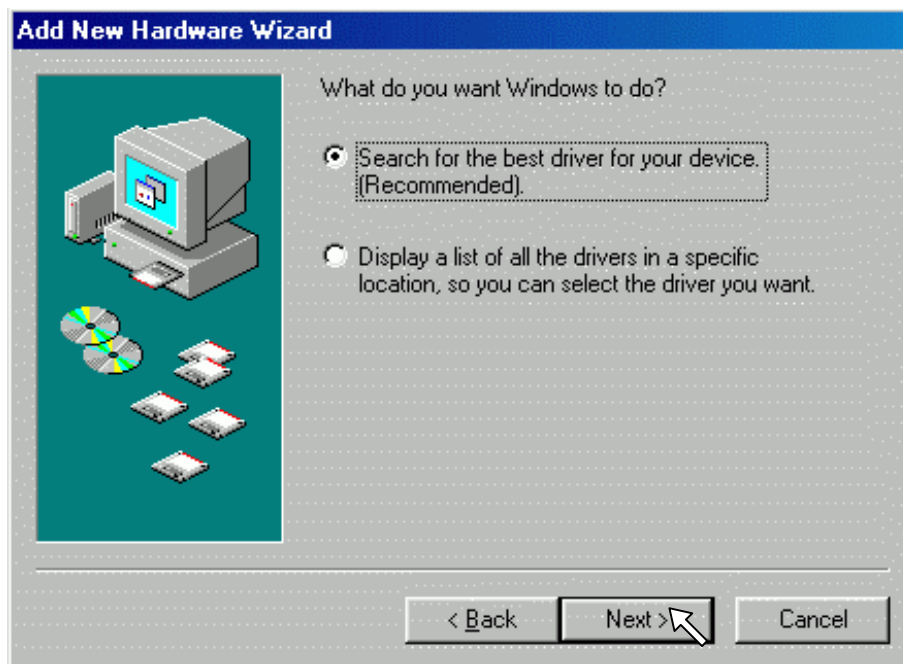 Add New Hardware Wizard
What do you want Windows to do?
Search for the best driver for your device.
(Recommended).
Display a list of all the drivers in a specific
location, so you can select the driver you want.
< Back
Next >
Cancel